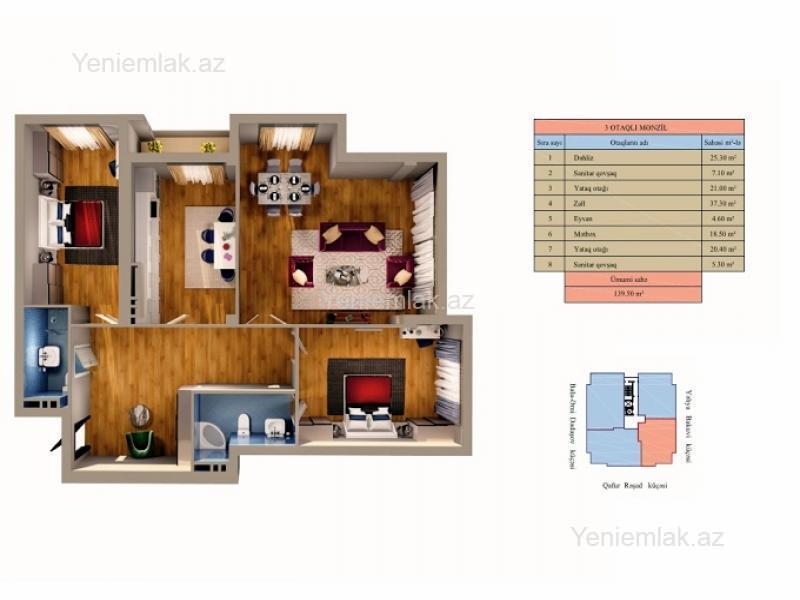 Yeniemlak.az
3 OTAQLI MƏNZİL
Sıra sayı Otaqların adı Sahəsi m²-lə
1 Dəhliz 25.30 m²
2 Sanitar qovşaq 7.10 m²
3 Yataq otağı 21.00 m²
4 Zall 37.30 m²
5 Eyvan 4.60 m²
6 Mətbəx 18.50 m²
7 Yataq otağı 20.40 m²
8 Sanitar qovşaq 5.30 m²
Ümumi sahə
139.50 m²
Yeniemlak.az
Yəhya Bakuvi küçəsi
Qafur Rəşad küçəsi
Yeniemlak.az